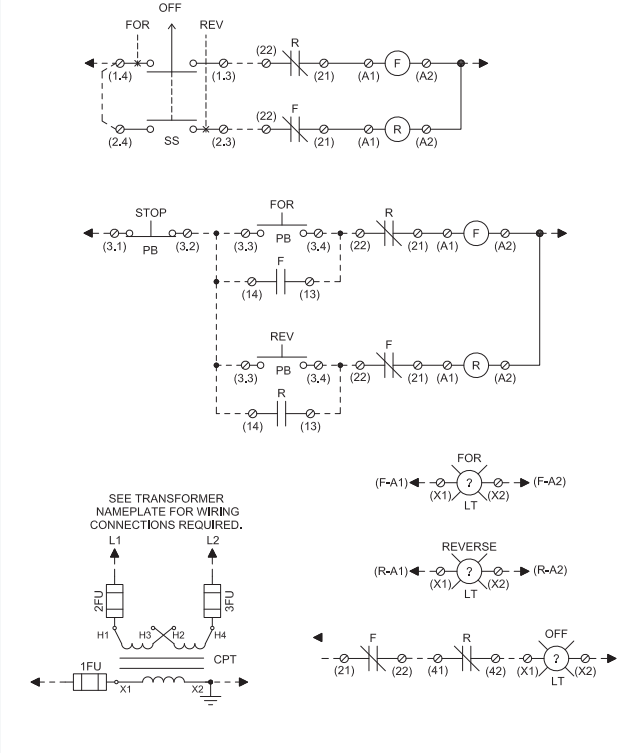 OFF
FOR REV
(22) R
(1.4) (1.3) (21) (A1) F (A2)
(22) F
(2.4) SS (2.3) (21) (A1) R (A2)
STOP FOR R
(3.1) PB (3.2) (3.3) PB (3.4) (22) (21) (A1) F (A2)
F
(14) (13)
REV F
(3.3) PB (3.4) (22) (21) (A1) R (A2)
R
(14) (13)
FOR
(F-A1) (X1) ? (X2) (F-A2)
LT
REVERSE
(R-A1) (X1) ? (X2) (R-A2)
LT
F R OFF
(21) (22) (41) (42) (X1) ? (X2)
LT
SEE TRANSFORMER
NAMEPLATE FOR WIRING
CONNECTIONS REQUIRED.
L1 L2
2FU 3FU
H1 H3 H2 H4
CPT
1FU
X1 X2